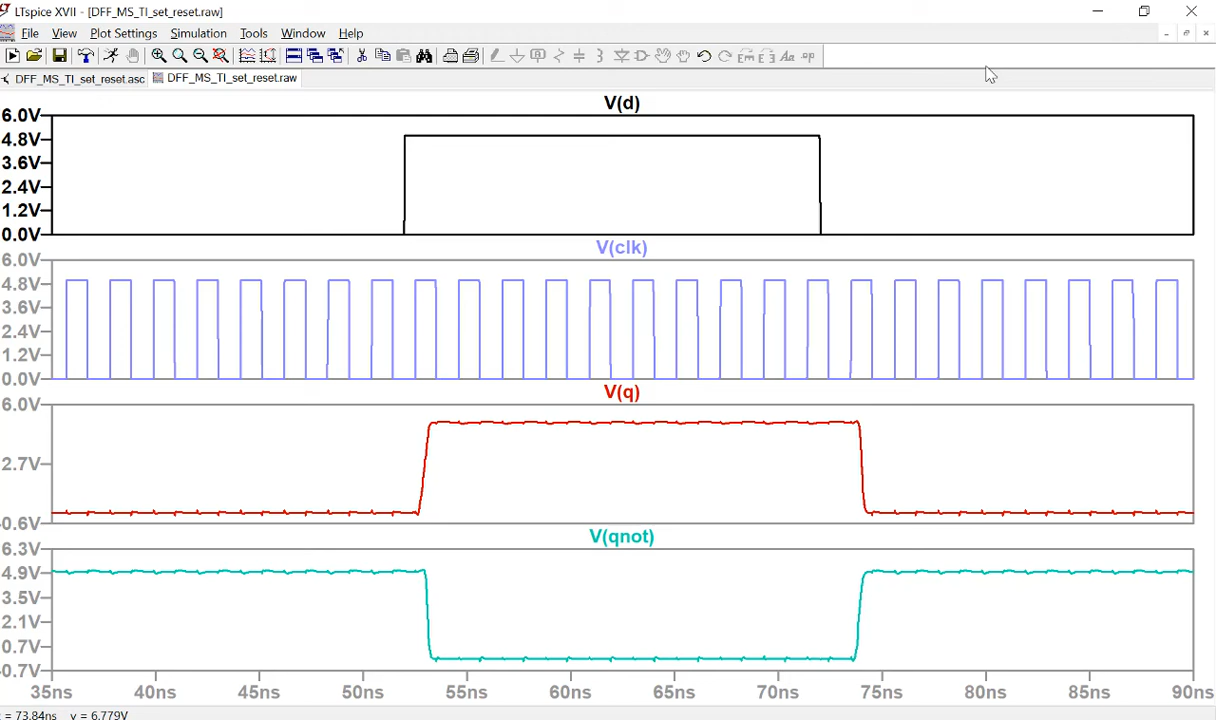 LTspice XVII - [DFF_MS_TI_set_reset.raw]
File View Plot Settings Simulation Tools Window Help
DFF_MS_TI_set_reset.asc DFF_MS_TI_set_reset.raw
V(d)
6.0V
4.8V
3.6V
2.4V
1.2V
0.0V
V(clk)
6.0V
4.8V
3.6V
2.4V
1.2V
0.0V
V(q)
6.0V
2.7V
-0.6V
V(qnot)
6.3V
4.9V
3.5V
2.1V
0.7V
-0.7V
35ns 40ns 45ns 50ns 55ns 60ns 65ns 70ns 75ns 80ns 85ns 90ns
= 73.84ns y = 6.779V